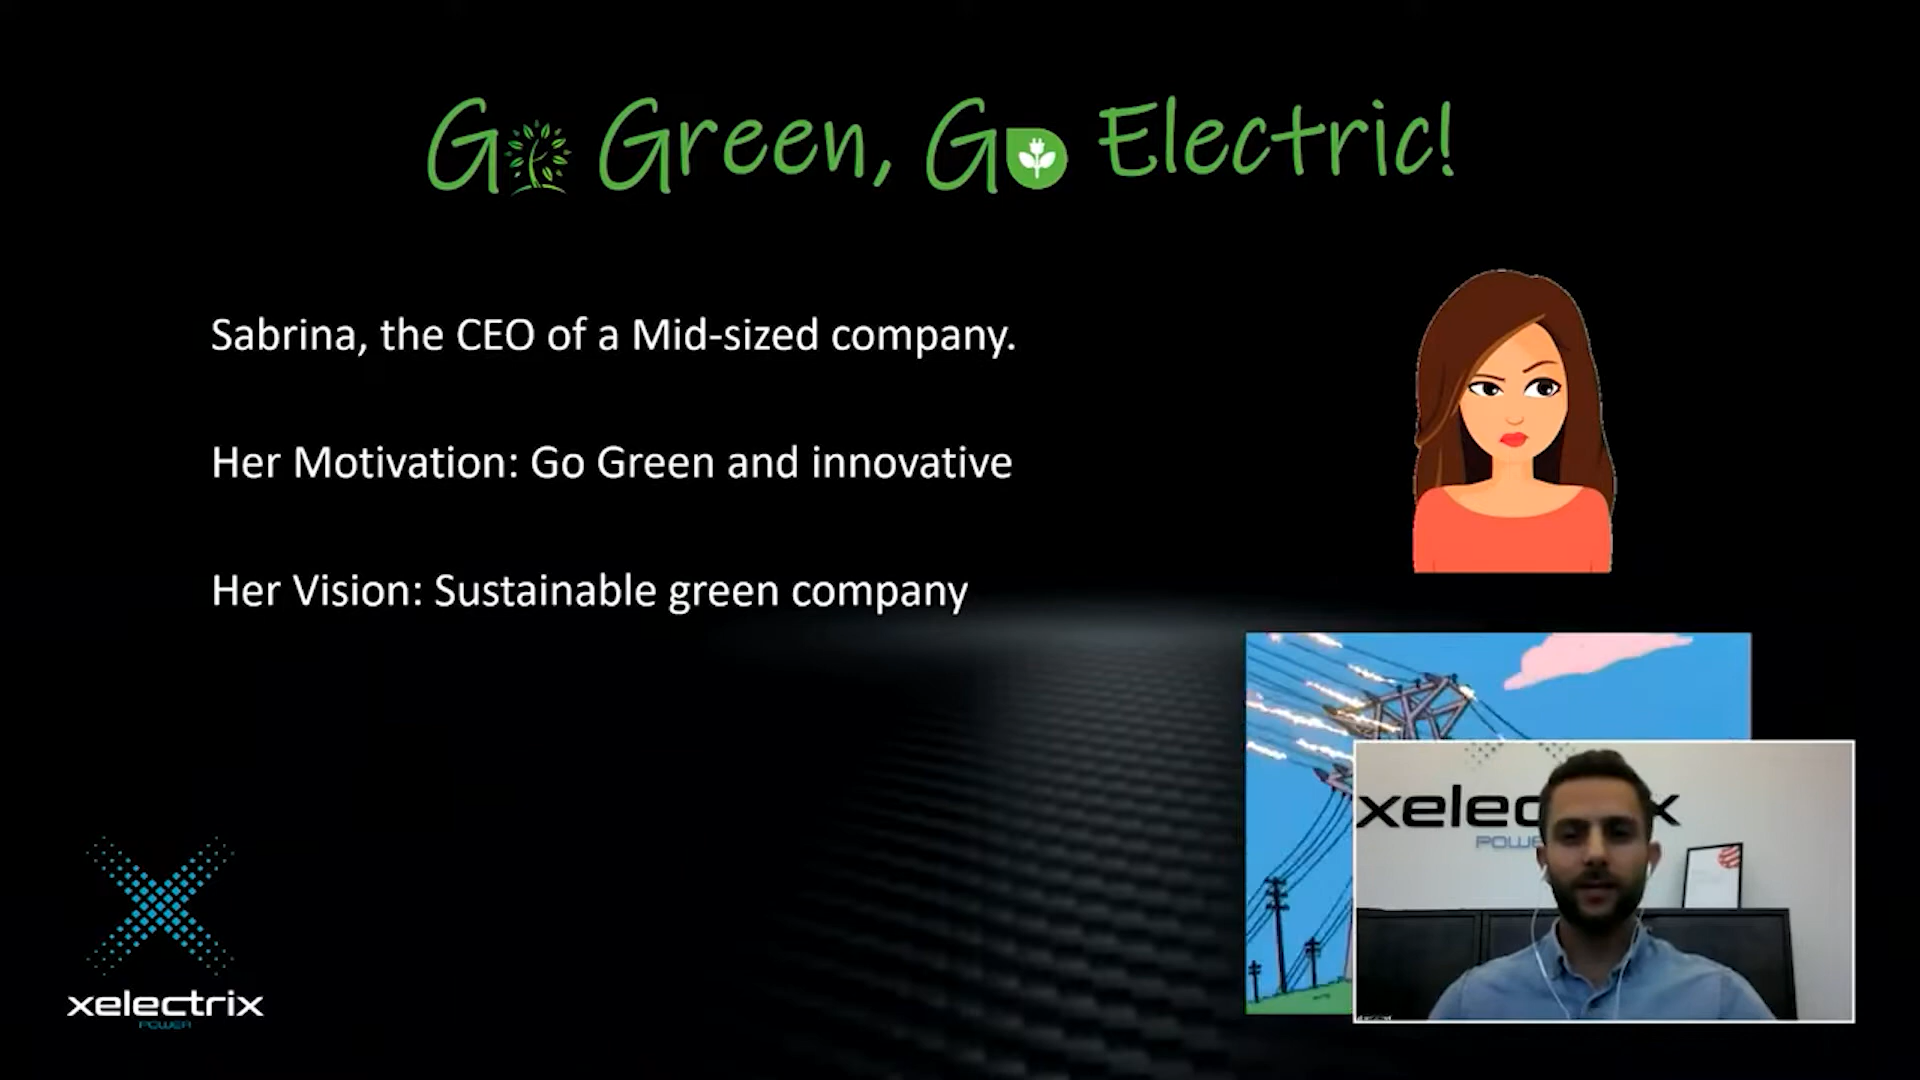 Go Green, Go Electric!
Sabrina, the CEO of a Mid-sized company.
Her Motivation: Go Green and innovative
Her Vision: Sustainable green company
xelectrix
POWER